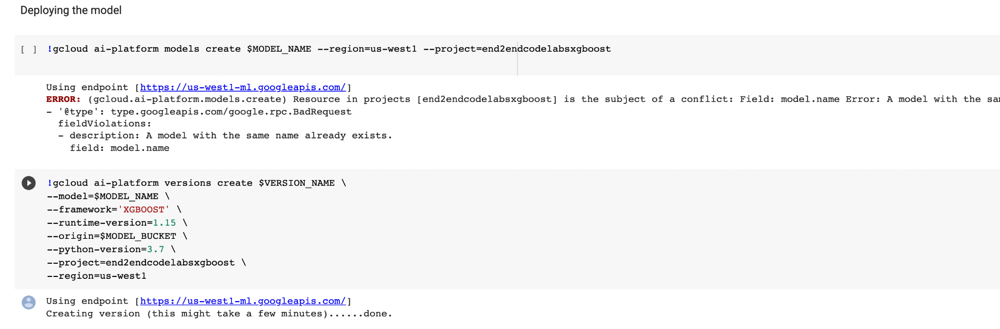 Deploying the model
[ ] !gcloud ai-platform models create $MODEL_NAME --region=us-west1 --project=end2endcodelabsxgboost
Using endpoint [https://us-west1-ml.googleapis.com/]
ERROR: (gcloud.ai-platform.models.create) Resource in projects [end2endcodelabsxgboost] is the subject of a conflict: Field: model.name Error: A model with the
- '@type': type.googleapis.com/google.rpc.BadRequest
fieldViolations:
- description: A model with the same name already exists.
field: model.name
!gcloud ai-platform versions create $VERSION_NAME \
--model=$MODEL_NAME \
--framework='XGBOOST' \
--runtime-version=1.15 \
--origin=$MODEL_BUCKET \
--python-version=3.7 \
--project=end2endcodelabsxgboost \
--region=us-west1
Using endpoint [https://us-west1-ml.googleapis.com/]
Creating version (this might take a few minutes)......done.